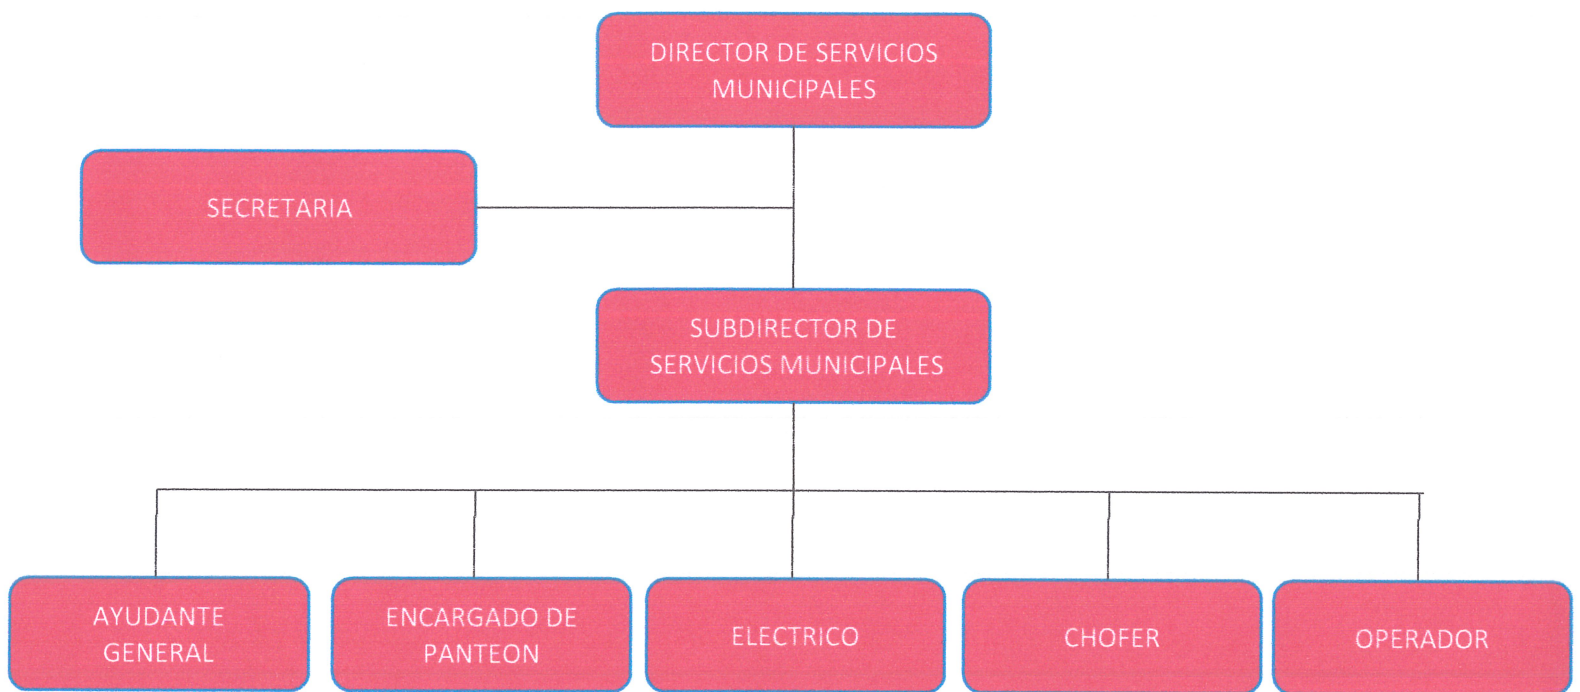 DIRECTOR DE SERVICIOS
MUNICIPALES
SECRETARIA
SUBDIRECTOR DE
SERVICIOS MUNICIPALES
AYUDANTE
GENERAL
ENCARGADO DE
PANTEON
ELECTRICO
CHOFER
OPERADOR